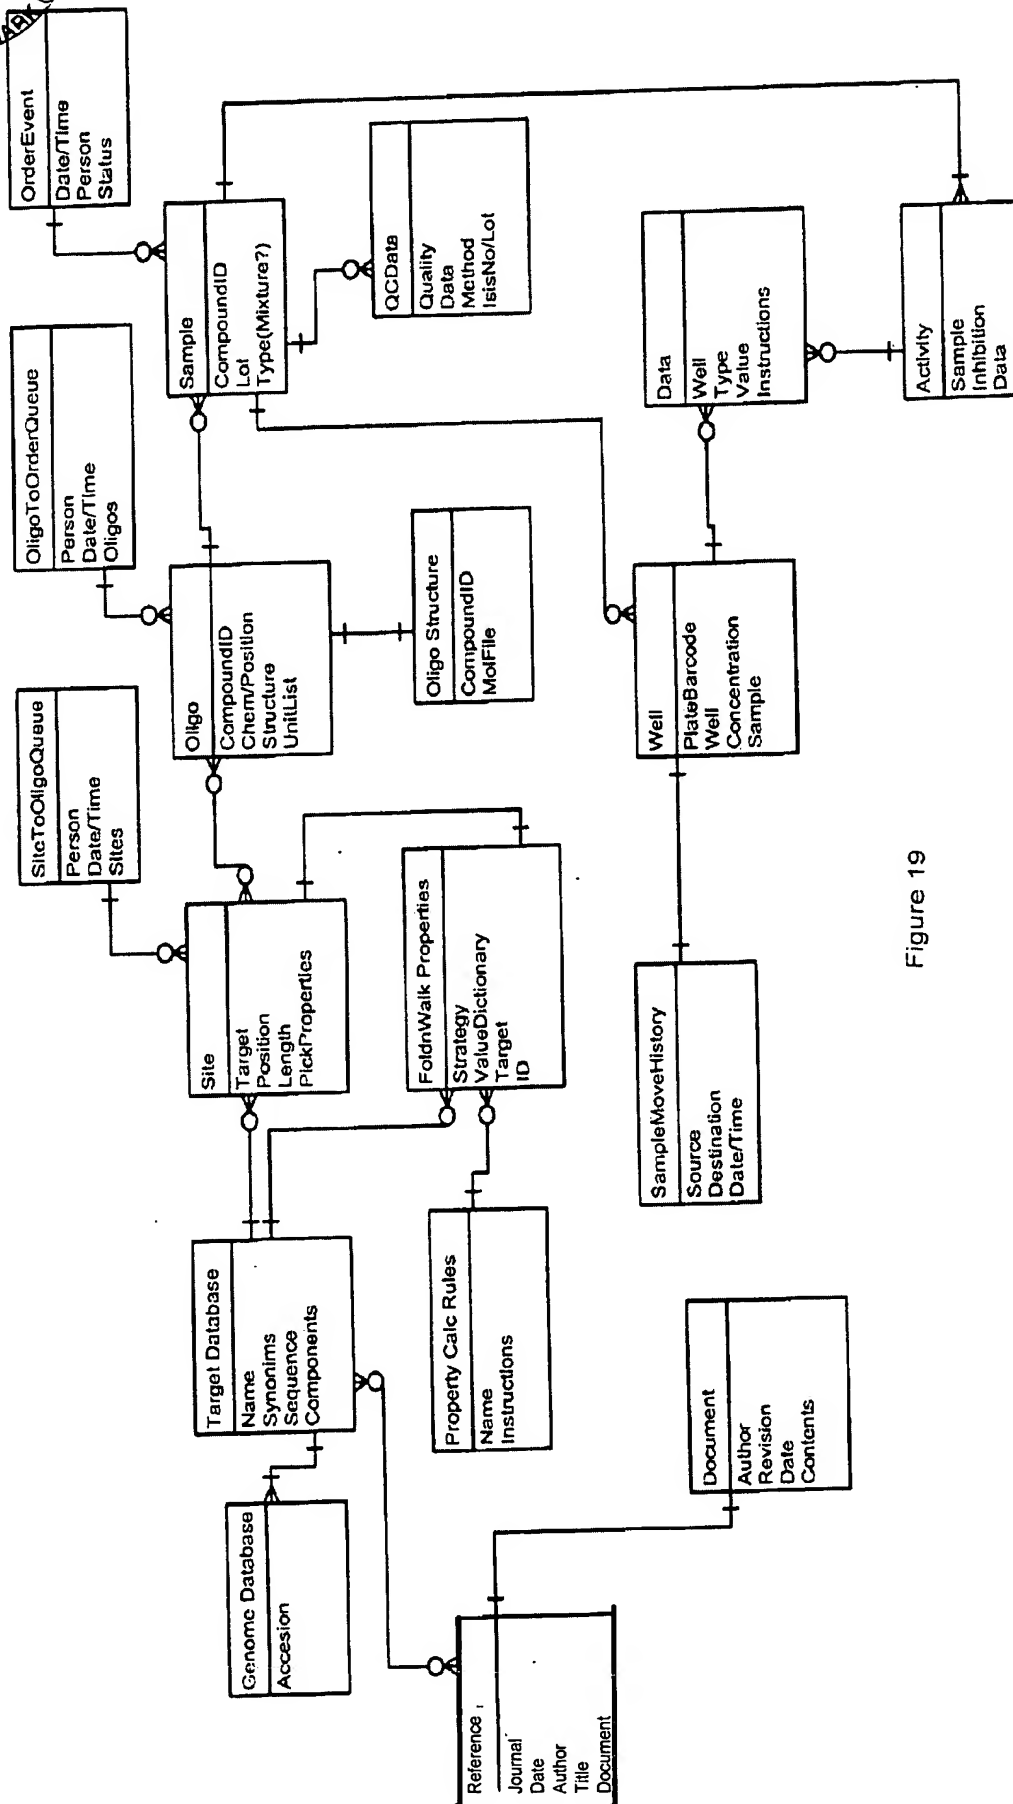 Genome Database
Accesion
Target Database
Name
Synonims
Sequence
Components
Site
Target
Position
Length
PickProperties
SiteToOligoQueue
Person
Date/Time
Sites
Oligo
CompoundID
Chem/Position
Structure
UnitList
OligoToOrderQueue
Person
Date/Time
Oligos
Sample
CompoundID
Lot
Type(Mixture?)
OrderEvent
Date/Time
Person
Status
Reference
Journal
Date
Author
Title
Document
Property Calc Rules
Name
Instructions
FoldnWalk Properties
Strategy
ValueDictionary
Target
ID
Oligo Structure
CompoundID
MolFile
QCData
Quality
Data
Method
IsisNo/Lot
Document
Author
Revision
Date
Contents
SampleMoveHistory
Source
Destination
Date/Time
Well
PlateBarcode
Well
Concentration
Sample
Data
Well
Type
Value
Instructions
Activity
Sample
Inhibition
Data
Figure 19